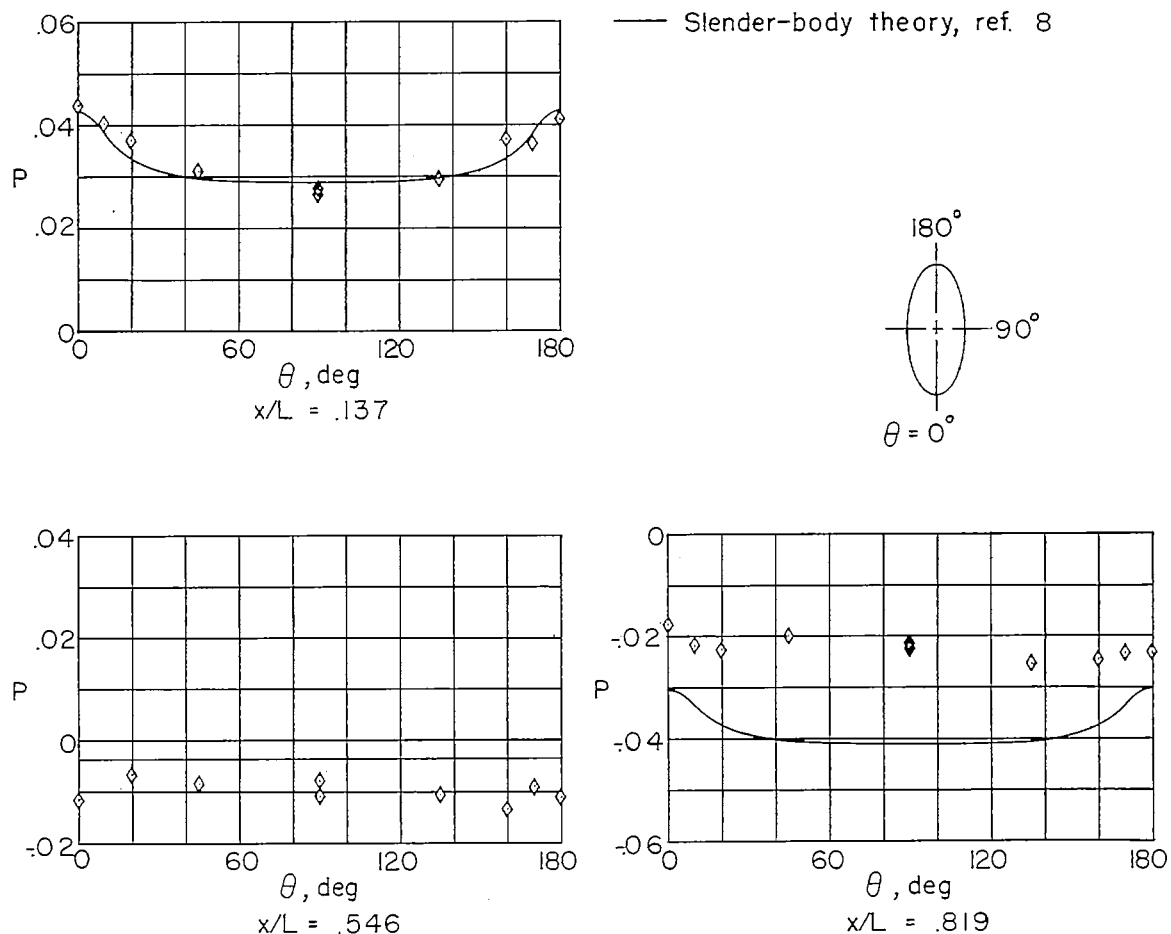 Slender-body theory, ref. 8
.06
.04
P
.02
0
0 60 120 180
θ, deg
x/L = .137
180°
90°
θ = 0°
.04
.02
P
0
-.02
0 60 120 180
θ, deg
x/L = .546
0
-.02
P
-.04
-.06
0 60 120 180
θ, deg
x/L = .819